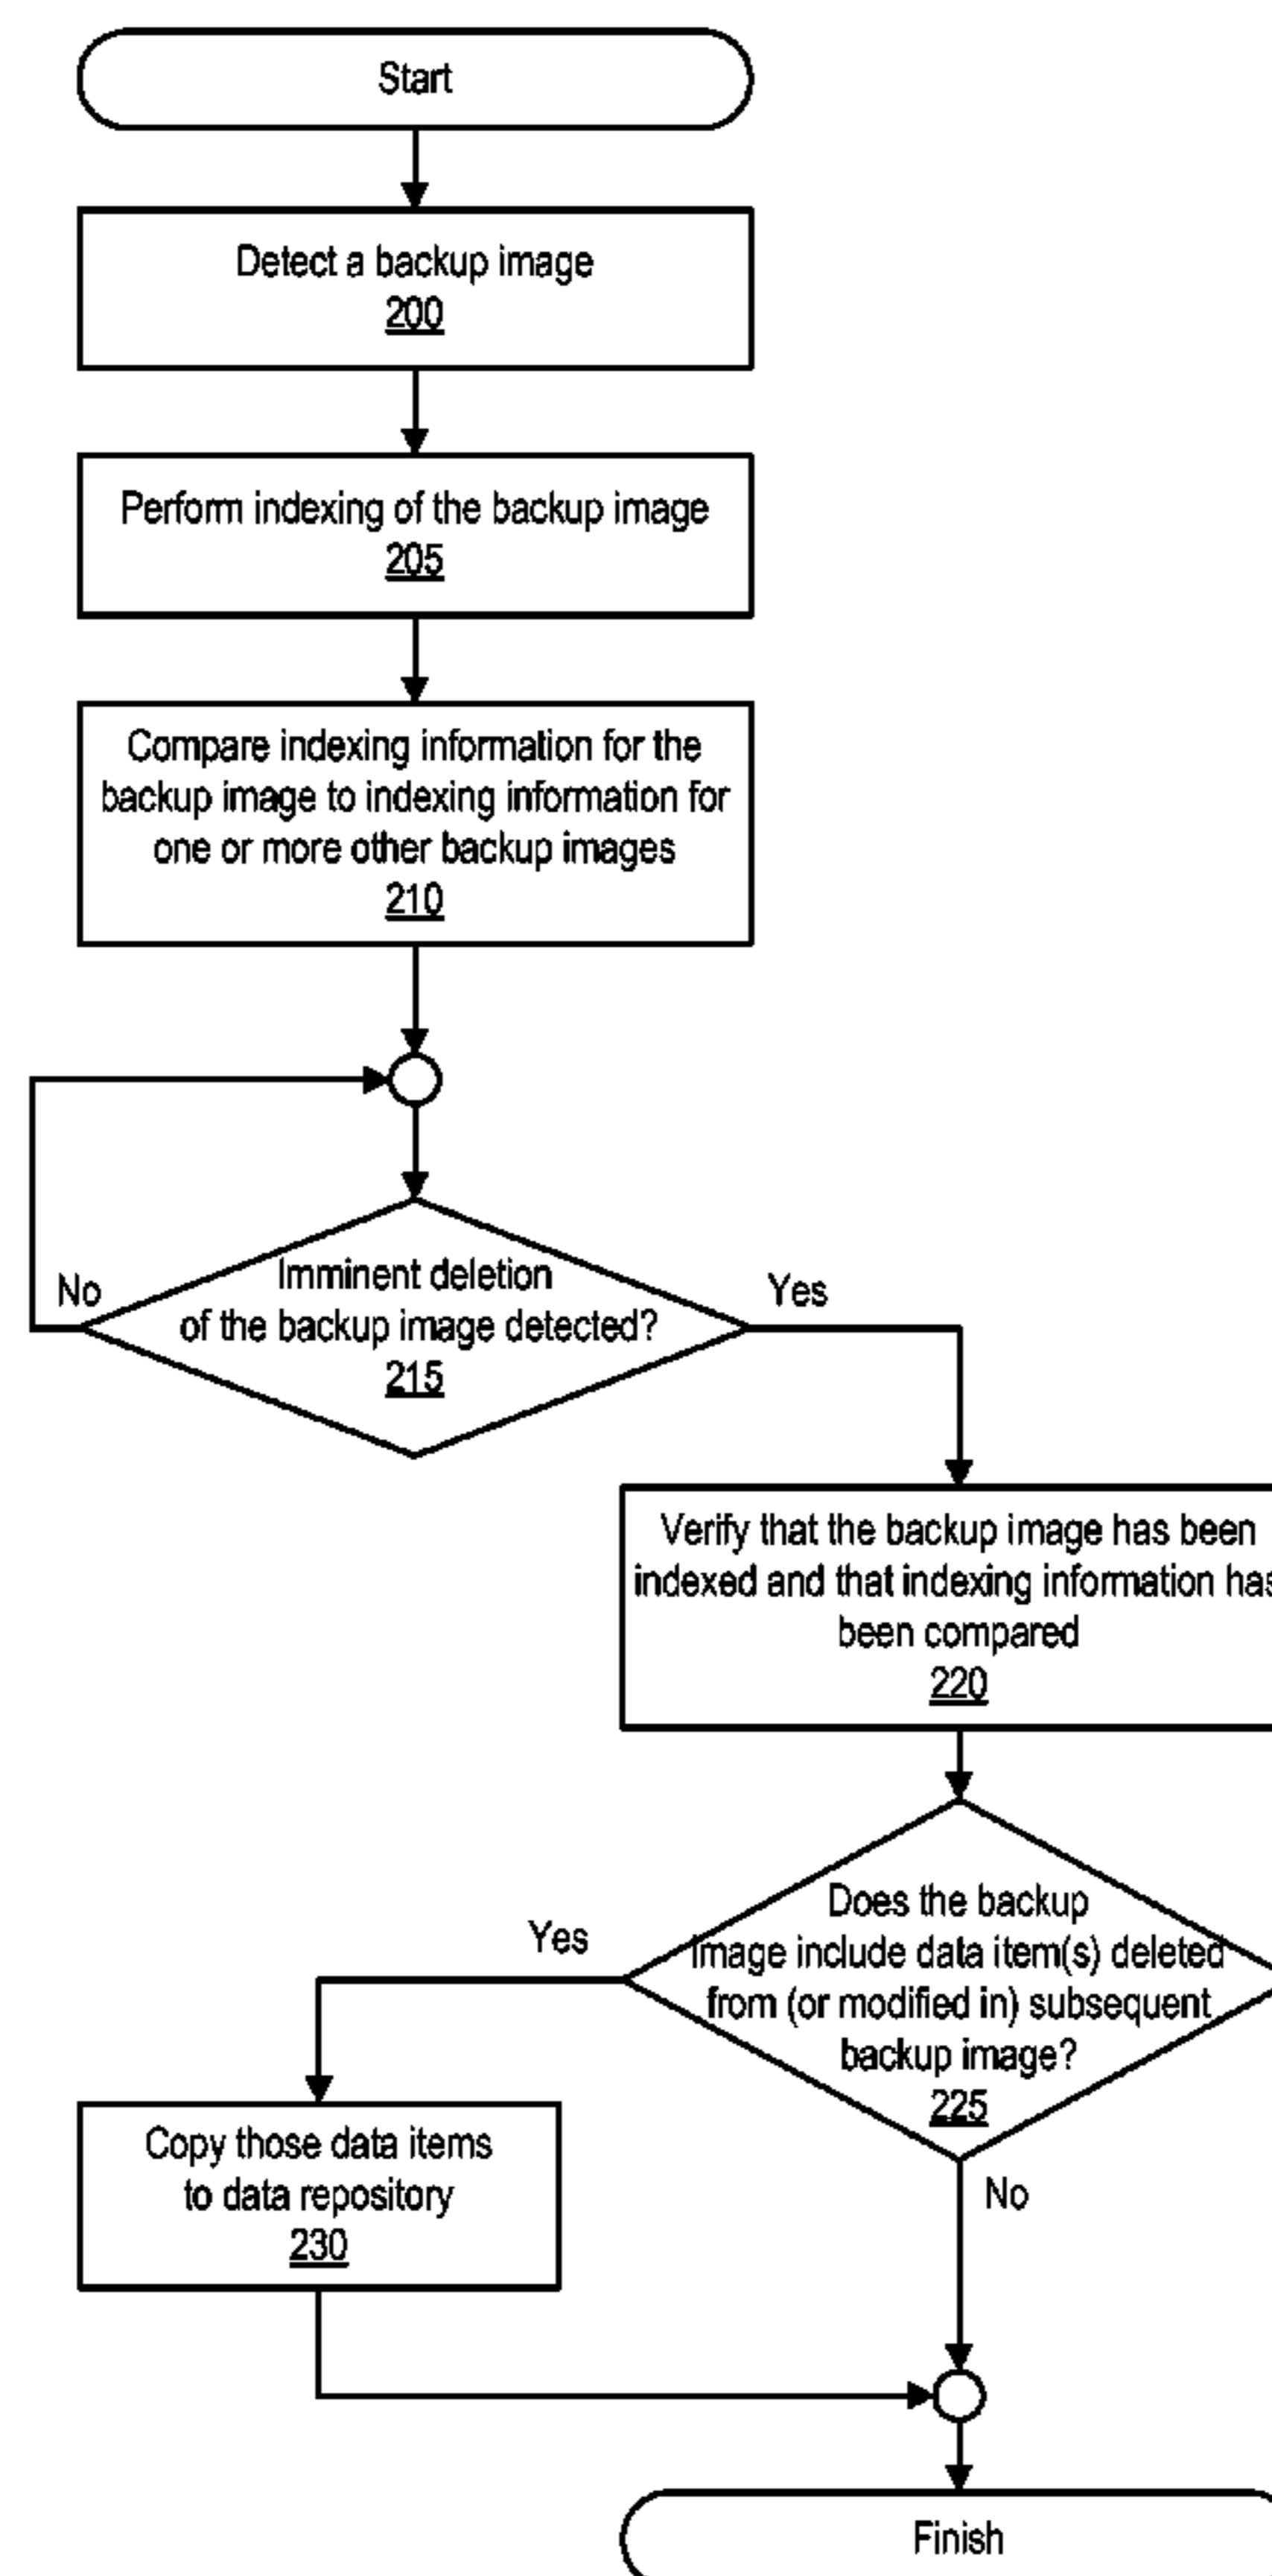 Start
Detect a backup image
200
Perform indexing of the backup image
205
Compare indexing information for the
backup image to indexing information for
one or more other backup images
210
Imminent deletion
of the backup image detected?
215
No
Yes
Verify that the backup image has been
indexed and that indexing information has
been compared
220
Does the backup
image include data item(s) deleted
from (or modified in) subsequent
backup image?
225
Yes
No
Copy those data items
to data repository
230
Finish